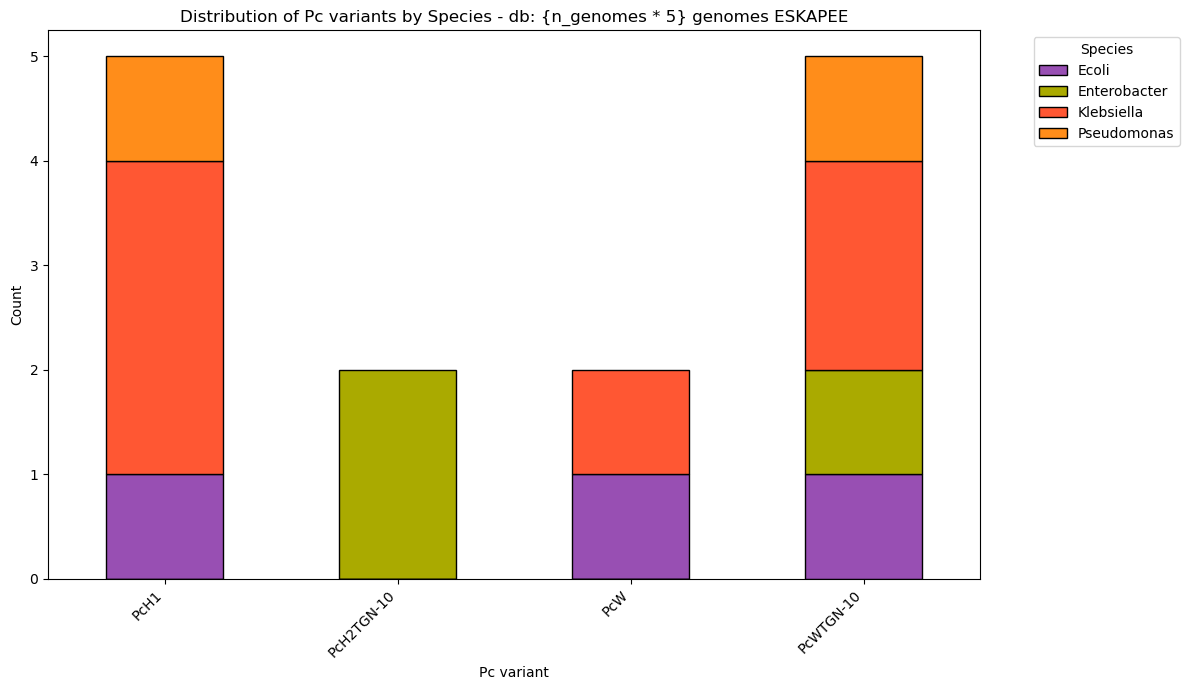 Distribution of Pc variants by Species - db: {n_genomes * 5} genomes ESKAPEE
Species
Ecoli
Enterobacter
Klebsiella
Pseudomonas
Count
5
4
3
2
1
0
PcH1
PcH2TGN-10
PcW
PcWTGN-10
Pc variant